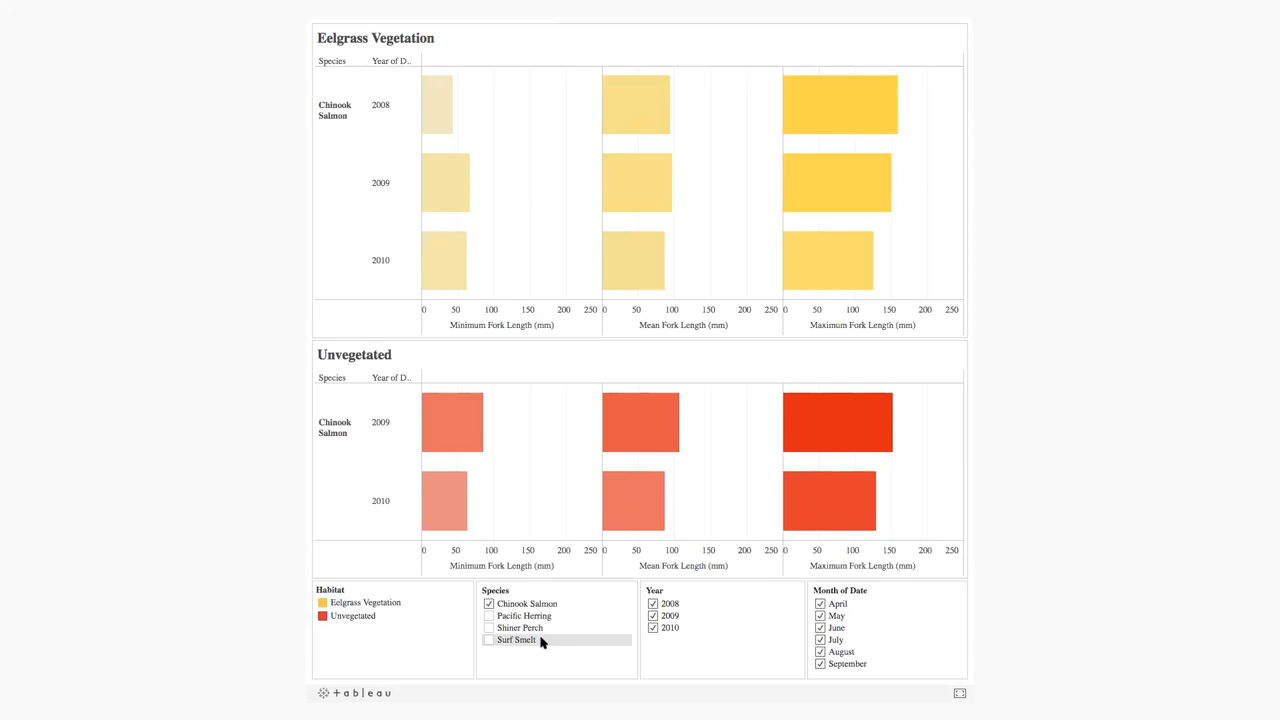 Eelgrass Vegetation
Species Year of D..
Chinook Salmon 2008
2009
2010
0 50 100 150 200 250 0 50 100 150 200 250 0 50 100 150 200 250
Minimum Fork Length (mm) Mean Fork Length (mm) Maximum Fork Length (mm)
Unvegetated
Species Year of D..
Chinook Salmon 2009
2010
0 50 100 150 200 250 0 50 100 150 200 250 0 50 100 150 200 250
Minimum Fork Length (mm) Mean Fork Length (mm) Maximum Fork Length (mm)
Habitat
Eelgrass Vegetation
Unvegetated
Species
Chinook Salmon
Pacific Herring
Shiner Perch
Surf Smelt
Year
2008
2009
2010
Month of Date
April
May
June
July
August
September
+ a b l e a u